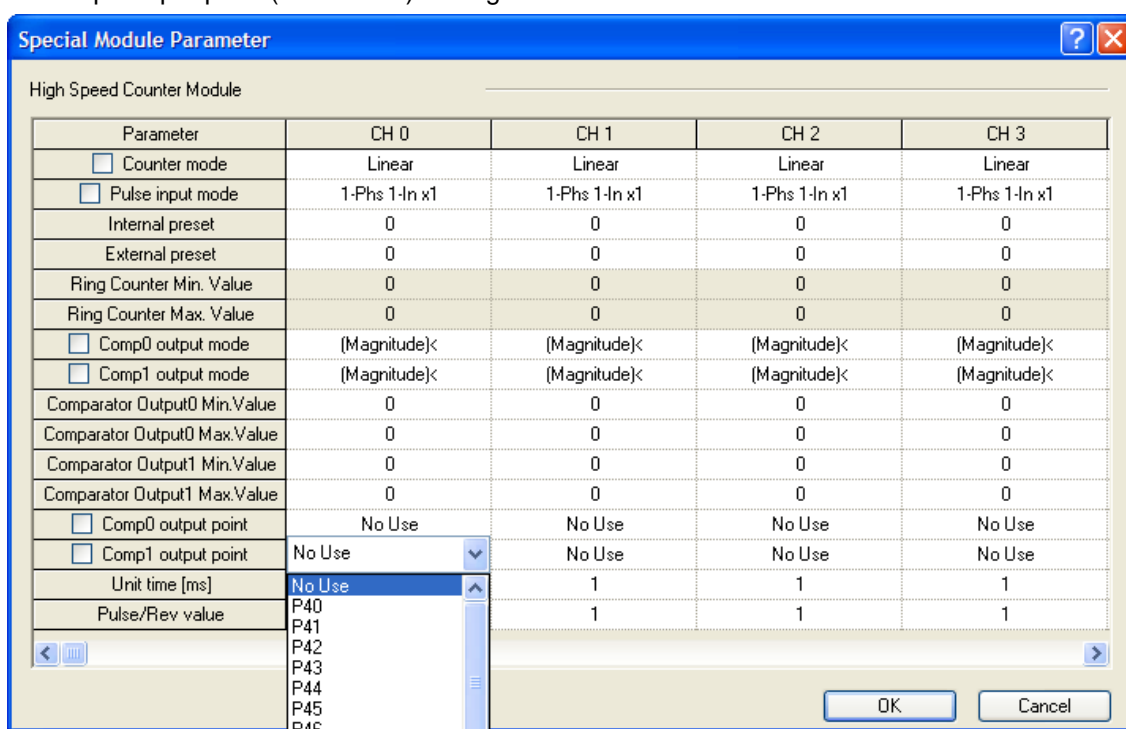 Special Module Parameter
High Speed Counter Module
Parameter CH 0 CH 1 CH 2 CH 3
Counter mode Linear Linear Linear Linear
Pulse input mode 1-Phs 1-In x1 1-Phs 1-In x1 1-Phs 1-In x1 1-Phs 1-In x1
Internal preset 0 0 0 0
External preset 0 0 0 0
Ring Counter Min. Value 0 0 0 0
Ring Counter Max. Value 0 0 0 0
Comp0 output mode (Magnitude)< (Magnitude)< (Magnitude)< (Magnitude)<
Comp1 output mode (Magnitude)< (Magnitude)< (Magnitude)< (Magnitude)<
Comparator Output0 Min.Value 0 0 0 0
Comparator Output0 Max.Value 0 0 0 0
Comparator Output1 Min.Value 0 0 0 0
Comparator Output1 Max.Value 0 0 0 0
Comp0 output point No Use No Use No Use No Use
Comp1 output point No Use No Use No Use No Use
Unit time [ms] No Use 1 1 1
Pulse/Rev value P40 1 1 1
P41
P42
P43
P44
P45
P46
OK Cancel